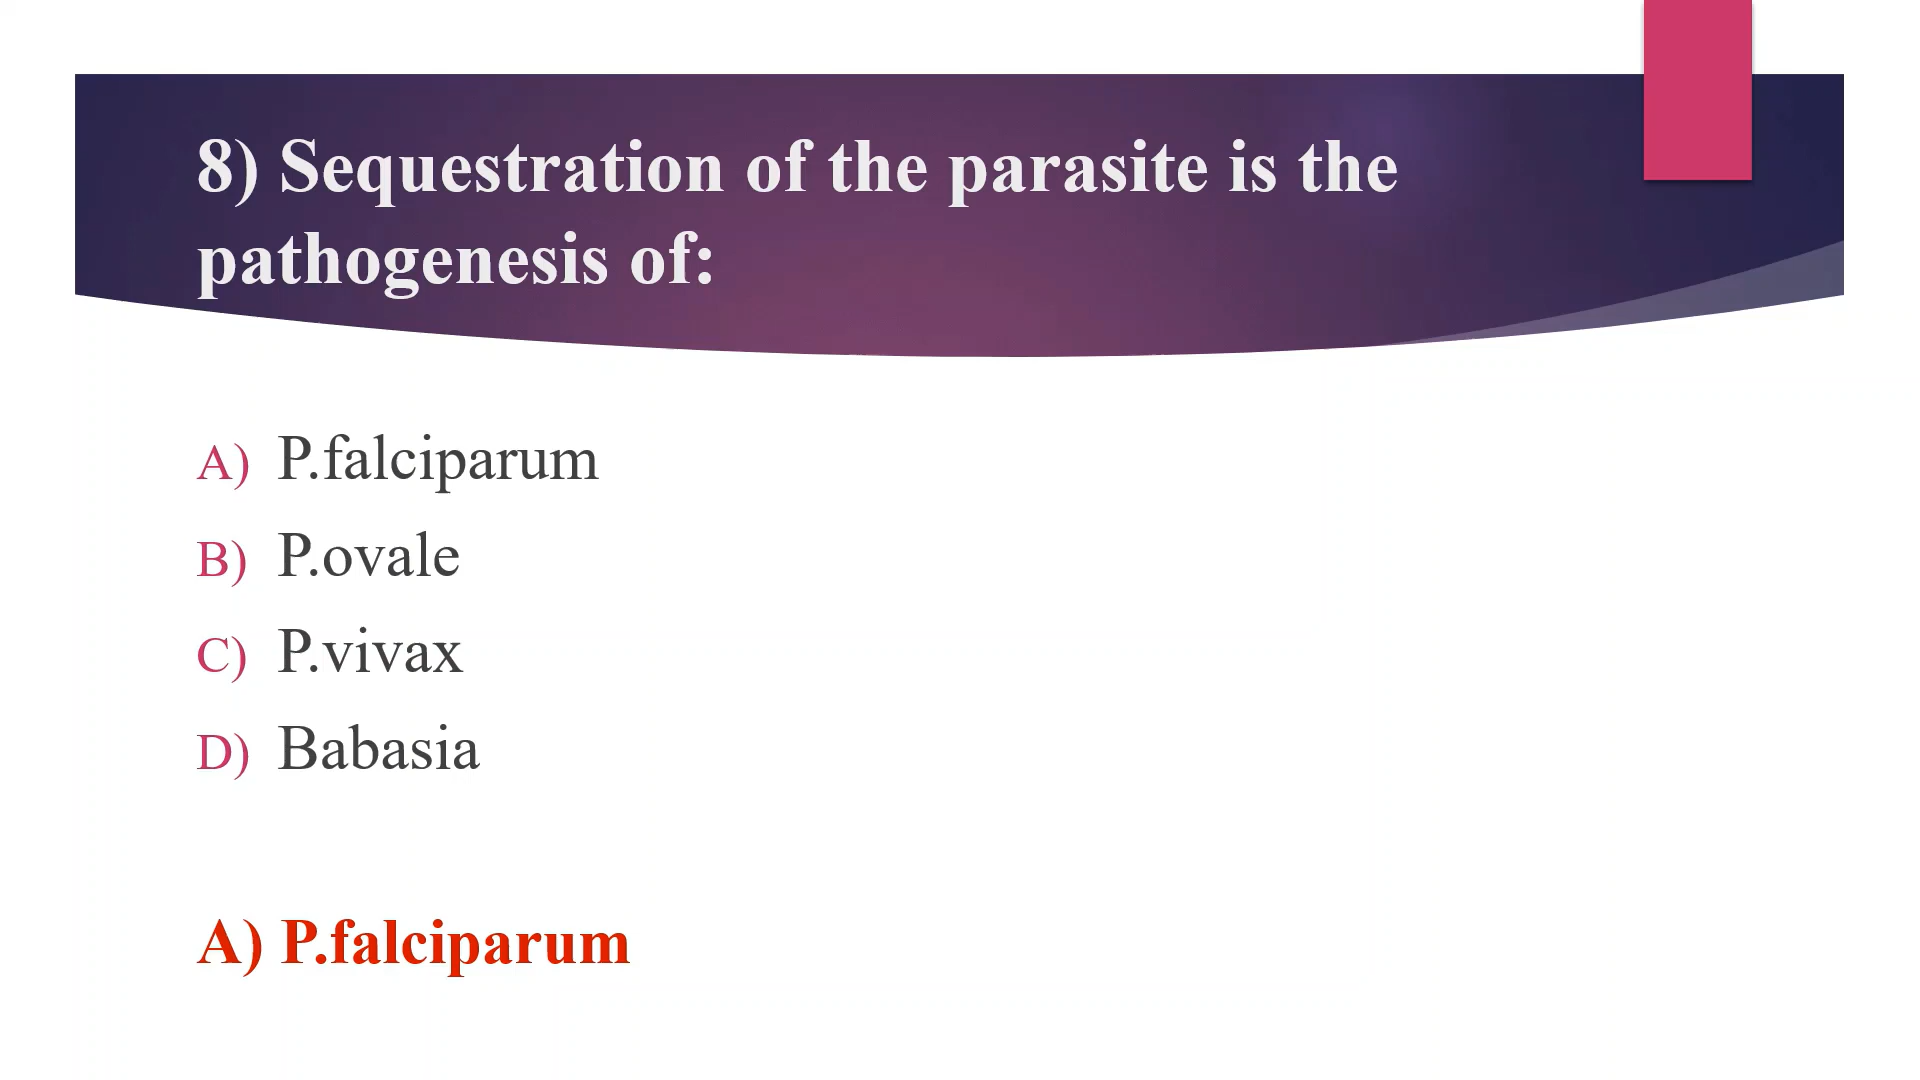 8) Sequestration of the parasite is the
pathogenesis of:
A) P.falciparum
B) P.ovale
C) P.vivax
D) Babasia
A) P.falciparum